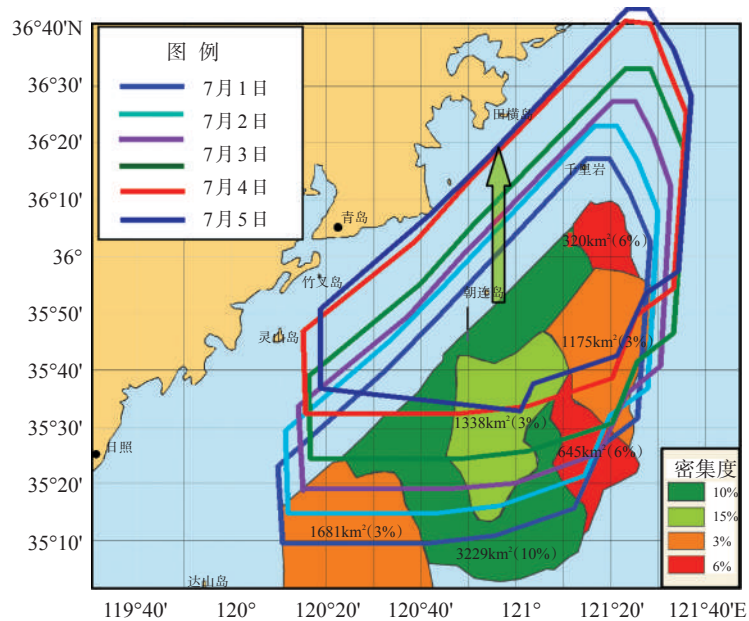 36°40'N
36°30'
36°20'
36°10'
36°
35°50'
35°40'
35°30'
35°20'
35°10'
图 例
7月1日
7月2日
7月3日
7月4日
7月5日
田横岛
千里岩
青岛
320km²(6%)
竹叉岛
朝连岛
灵山岛
1175km²(3%)
1338km²(3%)
日照
645km²(6%)
1681km²(3%)
3229km²(10%)
达山岛
密集度
10%
15%
3%
6%
119°40' 120° 120°20' 120°40' 121° 121°20' 121°40'E